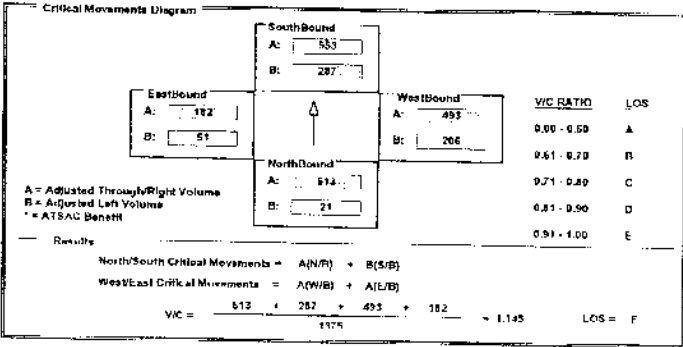 Critical Movements Diagram
SouthBound
A: 553
B: 287
EastBound
A: 182
B: 51
WestBound
A: 493
B: 206
NorthBound
A: 613
B: 21
V/C RATIO LOS
0.00 - 0.60 A
0.61 - 0.70 B
0.71 - 0.80 C
0.81 - 0.90 D
0.91 - 1.00 E
A = Adjusted Through/Right Volume
B = Adjusted Left Volume
* = ATSAC Benefit
Results
North/South Critical Movements = A(N/B) + B(S/B)
West/East Critical Movements = A(W/B) + A(E/B)
613 + 287 + 493 + 182
V/C = = 1.145 LOS = F
1375